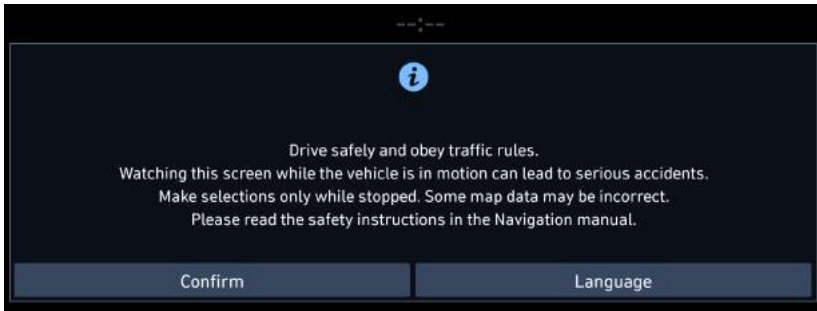 --:--
Drive safely and obey traffic rules.
Watching this screen while the vehicle is in motion can lead to serious accidents.
Make selections only while stopped. Some map data may be incorrect.
Please read the safety instructions in the Navigation manual.
Confirm
Language